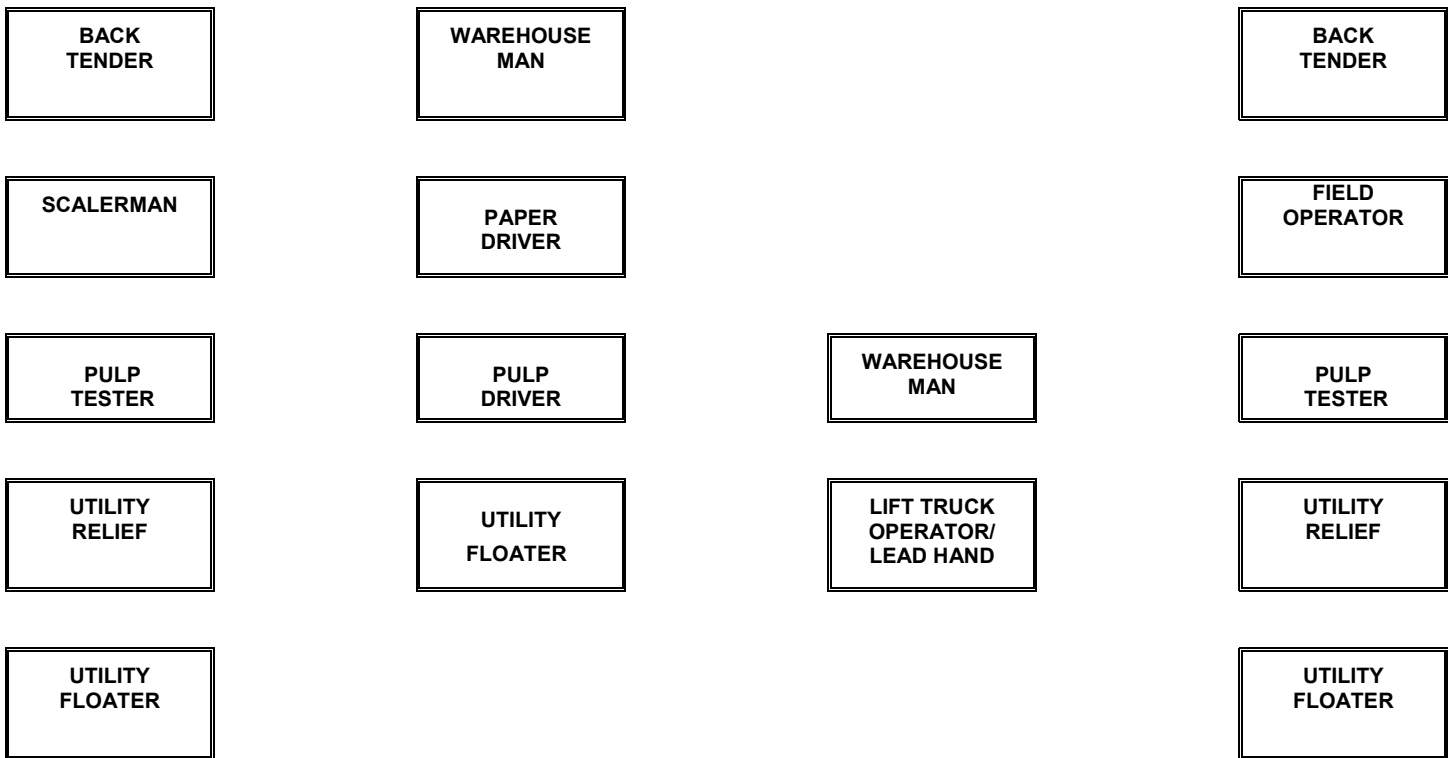 BACK
TENDER
WAREHOUSE
MAN
BACK
TENDER
SCALERMAN
PAPER
DRIVER
FIELD
OPERATOR
PULP
TESTER
PULP
DRIVER
WAREHOUSE
MAN
PULP
TESTER
UTILITY
RELIEF
UTILITY
FLOATER
LIFT TRUCK
OPERATOR/
LEAD HAND
UTILITY
RELIEF
UTILITY
FLOATER
UTILITY
FLOATER